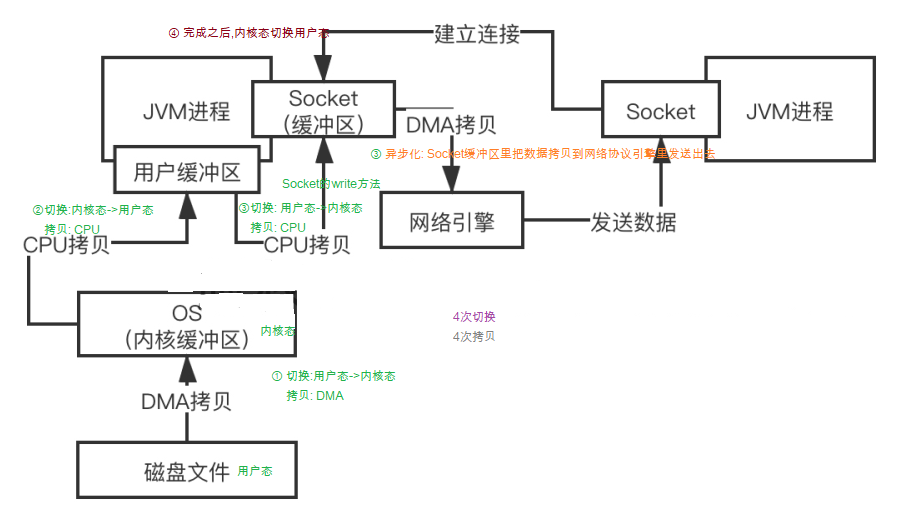 ④ 完成之后,内核态切换用户态
建立连接
JVM进程
Socket
(缓冲区)
Socket
JVM进程
DMA拷贝
③ 异步化: Socket缓冲区里把数据拷贝到网络协议引擎里发送出去
用户缓冲区
Socket的write方法
②切换:内核态->用户态
拷贝: CPU
③切换: 用户态->内核态
拷贝: CPU
网络引擎
发送数据
CPU拷贝
CPU拷贝
OS
(内核缓冲区)
内核态
4次切换
4次拷贝
① 切换:用户态->内核态
拷贝: DMA
DMA拷贝
磁盘文件
用户态